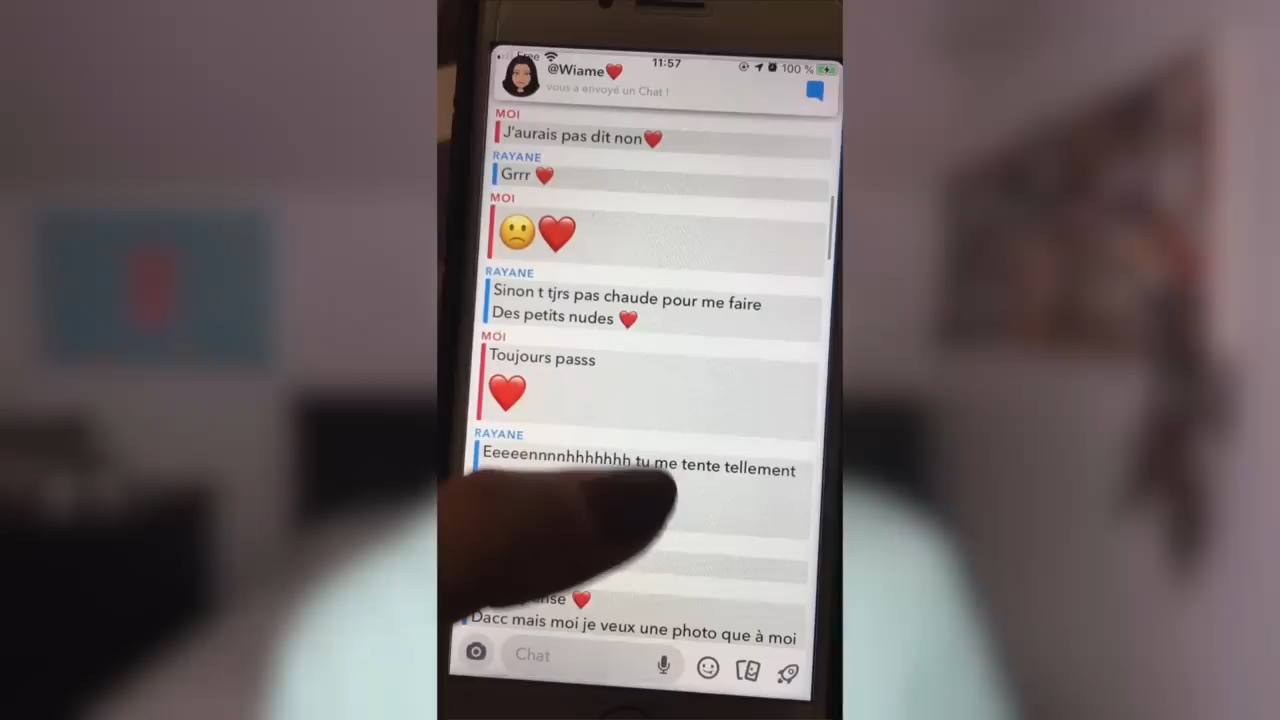 Free
11:57
100 %
@Wiame❤️
vous a envoyé un Chat !
MOI
J'aurais pas dit non❤️
RAYANE
Grrr ❤️
MOI
🙁❤️
RAYANE
Sinon t tjrs pas chaude pour me faire
Des petits nudes ❤️
MOI
Toujours passs
❤️
RAYANE
Eeeeennnnhhhhhhh tu me tente tellement
❤️
Dacc mais moi je veux une photo que à moi
Chat